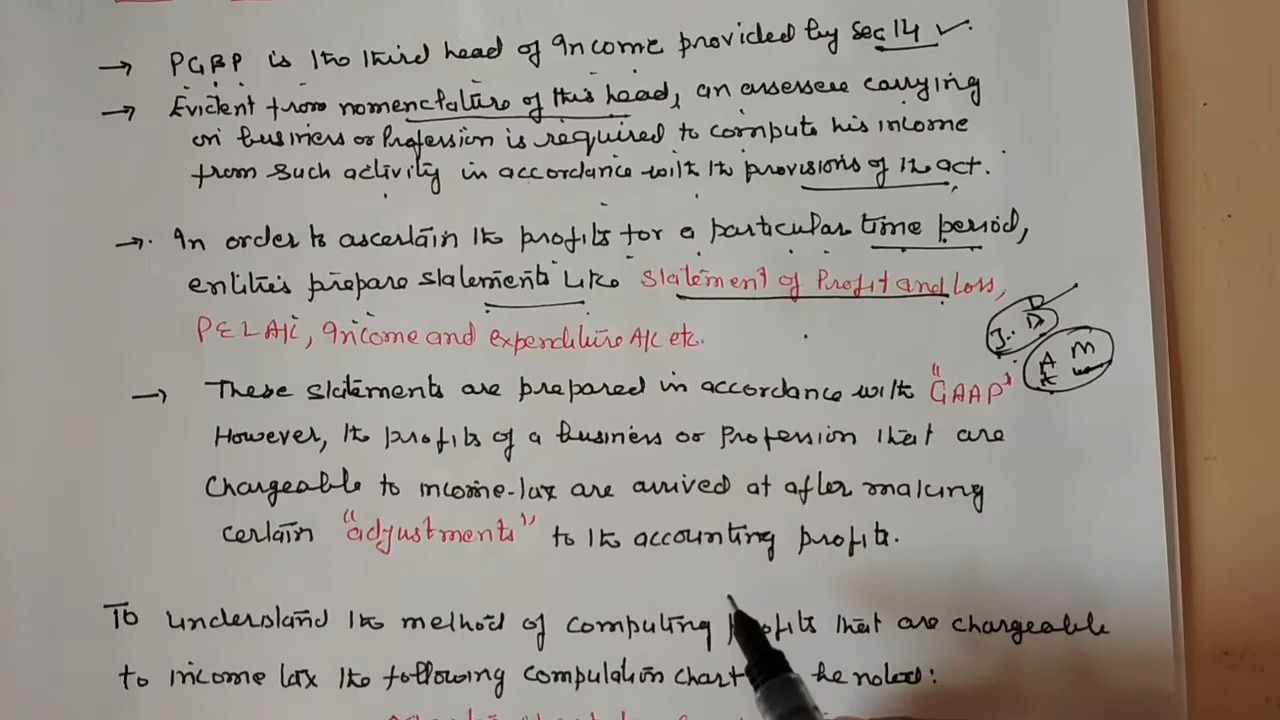 → PGBP is the third head of Income provided by Sec 14 ✓.
→ Evident from nomenclature of this head, an assessee carrying
on business or Profession is required to compute his income
from such activity in accordance with the provisions of the act.
→ In order to ascertain the profits for a particular time period,
entities prepare statements like Statement of Profit and loss,
P&L A/c, Income and expenditure A/c etc.
→ These statements are prepared in accordance with "GAAP"
However, the profits of a business or Profession that are
Chargeable to income-tax are arrived at after making
certain "adjustments" to the accounting profits.
To understand the method of computing profits that are chargeable
to income tax the following computation chart he noted: